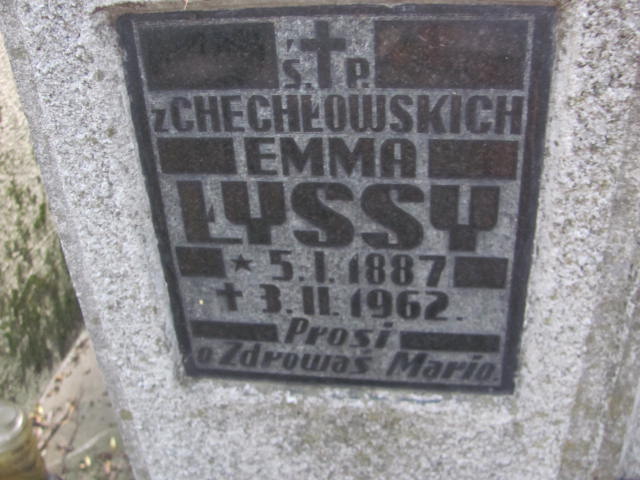 Ś. † P.
z CHECHŁOWSKICH
EMMA
ŁYSSY
* 5.I.1887
† 3.II.1962.
Prosi
o Zdrowaś Mario.